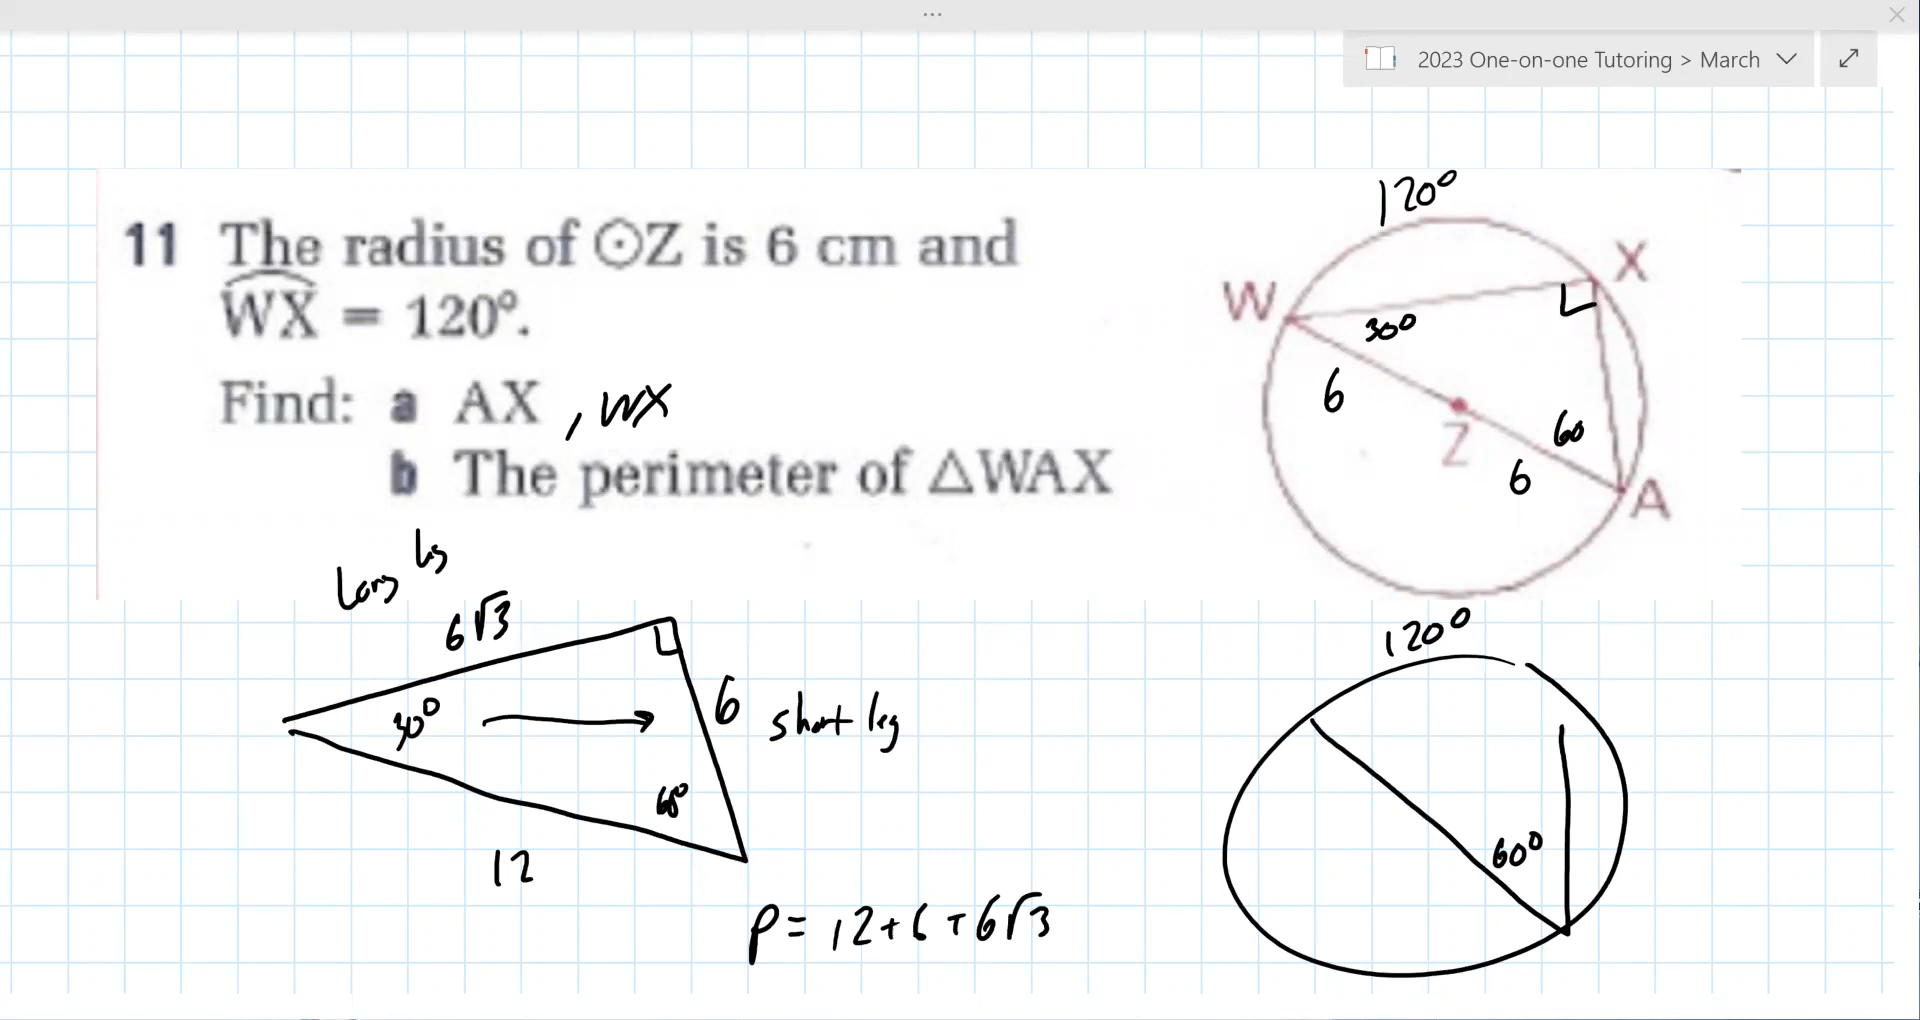 ...
2023 One-on-one Tutoring > March
11 The radius of ⊙Z is 6 cm and
WX = 120°.
Find: a AX , WX
b The perimeter of △WAX
120°
W
X
30°
6
Z
60
6
A
Long leg
6√3
30°
6 short leg
60°
12
P = 12 + 6 + 6√3
120°
60°